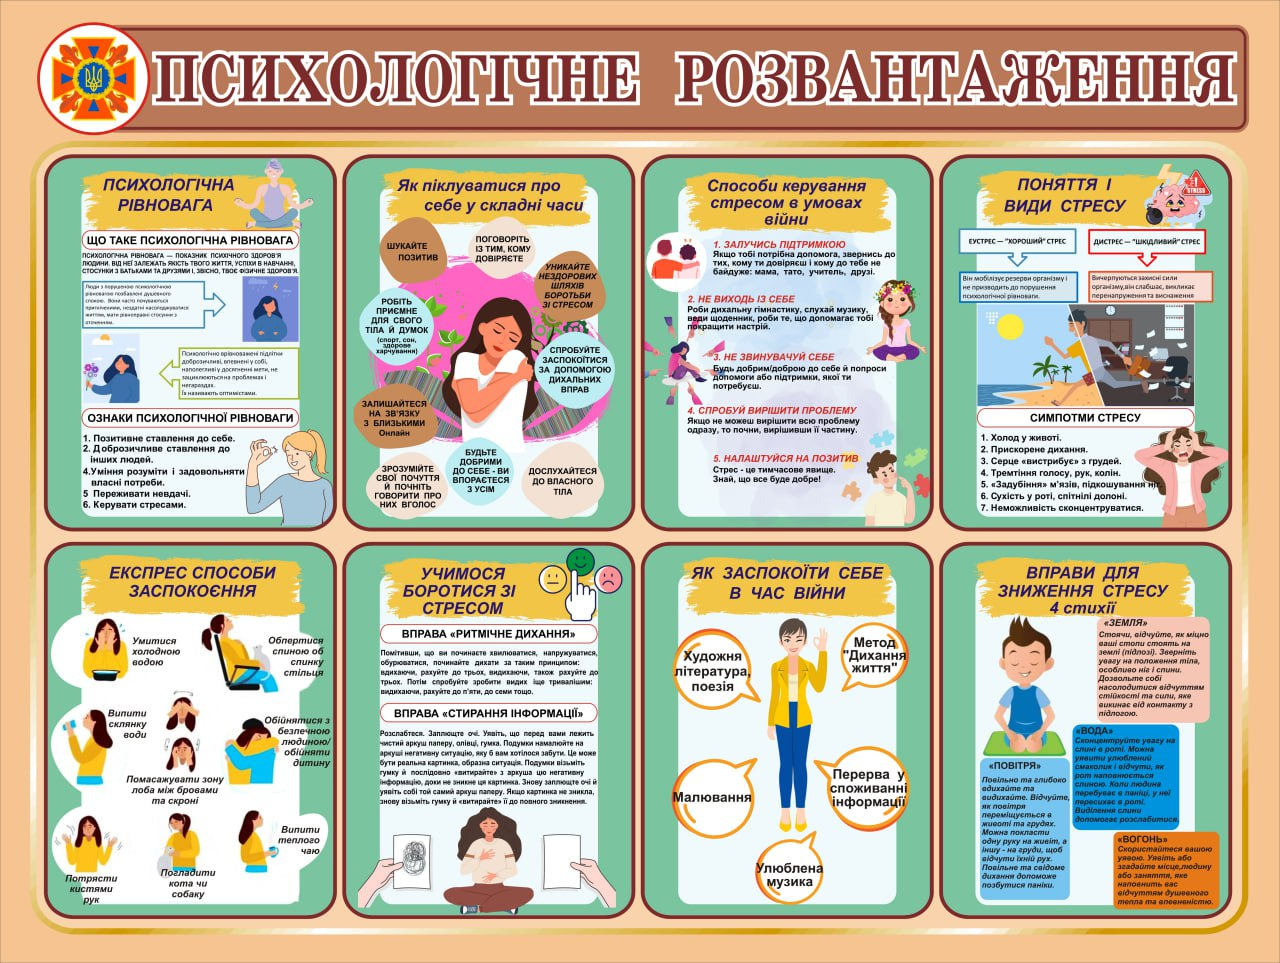 ПСИХОЛОГІЧНЕ РОЗВАНТАЖЕННЯ
ПСИХОЛОГІЧНА
РІВНОВАГА
ЩО ТАКЕ ПСИХОЛОГІЧНА РІВНОВАГА
ПСИХОЛОГІЧНА РІВНОВАГА — ПОКАЗНИК ПСИХІЧНОГО ЗДОРОВ'Я
ЛЮДИНИ. ВІД НЕЇ ЗАЛЕЖАТЬ ЯКІСТЬ ТВОГО ЖИТТЯ, УСПІХИ В НАВЧАННІ,
СТОСУНКИ З БАТЬКАМИ ТА ДРУЗЯМИ І, ЗВІСНО, ТВОЄ ФІЗИЧНЕ ЗДОРОВ'Я.
Люди з порушеною психологічною
рівновагою позбавлені душевного
спокою. Вони часто почуваються
пригніченими, нездатні насолоджуватися
життям, мати рівноправні стосунки з
оточенням.
Психологічно врівноважені підлітки
доброзичливі, впевнені у собі,
наполегливі у досягненні мети, не
зациклюються на проблемах і
негараздах.
Їх називають оптимістами.
ОЗНАКИ ПСИХОЛОГІЧНОЇ РІВНОВАГИ
1. Позитивне ставлення до себе.
2. Доброзичливе ставлення до
інших людей.
4.Уміння розуміти і задовольняти
власні потреби.
5 Переживати невдачі.
6. Керувати стресами.
Як піклуватися про
себе у складні часи
ШУКАЙТЕ
ПОЗИТИВ
ПОГОВОРІТЬ
ІЗ ТИМ, КОМУ
ДОВІРЯЄТЕ
УНИКАЙТЕ
НЕЗДОРОВИХ
ШЛЯХІВ
БОРОТЬБИ
ЗІ СТРЕСОМ
РОБІТЬ
ПРИЄМНЕ
ДЛЯ СВОГО
ТІЛА Й ДУМОК
(спорт, сон,
здорове
харчування)
СПРОБУЙТЕ
ЗАСПОКОЇТИСЯ
ЗА ДОПОМОГОЮ
ДИХАЛЬНИХ
ВПРАВ
ЗАЛИШАЙТЕСЯ
НА ЗВ'ЯЗКУ
З БЛИЗЬКИМИ
Онлайн
ЗРОЗУМІЙТЕ
СВОЇ ПОЧУТТЯ
Й ПОЧНІТЬ
ГОВОРИТИ ПРО
НИХ ВГОЛОС
БУДЬТЕ
ДОБРИМИ
ДО СЕБЕ - ВИ
ВПОРАЄТЕСЯ
З УСІМ
ДОСЛУХАЙТЕСЯ
ДО ВЛАСНОГО
ТІЛА
Способи керування
стресом в умовах
війни
1. ЗАЛУЧИСЬ ПІДТРИМКОЮ
Якщо тобі потрібна допомога, звернись до
тих, кому ти довіряєш і кому до тебе не
байдуже: мама, тато, учитель, друзі.
2. НЕ ВИХОДЬ ІЗ СЕБЕ
Роби дихальну гімнастику, слухай музику,
веди щоденник, роби те, що допомагає тобі
покращити настрій.
3. НЕ ЗВИНУВАЧУЙ СЕБЕ
Будь добрим/доброю до себе й попроси
допомоги або підтримки, якої ти
потребуєш.
4. СПРОБУЙ ВИРІШИТИ ПРОБЛЕМУ
Якщо не можеш вирішити всю проблему
одразу, то почни, вирішивши її частину.
5. НАЛАШТУЙСЯ НА ПОЗИТИВ
Стрес - це тимчасове явище.
Знай, що все буде добре!
ПОНЯТТЯ І
ВИДИ СТРЕСУ
STRESS
ЕУСТРЕС — "ХОРОШИЙ" СТРЕС
ДИСТРЕС — "ШКІДЛИВИЙ" СТРЕС
Він мобілізує резерви організму і
не призводить до порушення
психологічної рівноваги.
Вичерпуються захисні сили
організму,він слабшає, викликає
перенапруження та виснаження
СИМПОТМИ СТРЕСУ
1. Холод у животі.
2. Прискорене дихання.
3. Серце «вистрибує» з грудей.
4. Тремтіння голосу, рук, колін.
5. «Задубіння» м'язів, підкошування ніг.
6. Сухість у роті, спітнілі долоні.
7. Неможливість сконцентруватися.
ЕКСПРЕС СПОСОБИ
ЗАСПОКОЄННЯ
Умитися
холодною
водою
Обпертися
спиною об
спинку
стільця
Випити
склянку
води
Обійнятися з
безпечною
людиною/
обійняти
дитину
Помасажувати зону
лоба між бровами
та скроні
Потрясти
кистями
рук
Погладити
кота чи
собаку
Випити
теплого
чаю
УЧИМОСЯ
БОРОТИСЯ ЗІ
СТРЕСОМ
ВПРАВА «РИТМІЧНЕ ДИХАННЯ»
Помітивши, що ви починаєте хвилюватися, напружуватися,
обурюватися, починайте дихати за таким принципом:
вдихаючи, рахуйте до трьох, видихаючи, також рахуйте до
трьох. Потім спробуйте зробити видих іще тривалішим:
видихаючи, рахуйте до п'яти, до семи тощо.
ВПРАВА «СТИРАННЯ ІНФОРМАЦІЇ»
Розслабтеся. Заплющте очі. Уявіть, що перед вами лежить
чистий аркуш паперу, олівці, гумка. Подумки намалюйте на
аркуші негативну ситуацію, яку б вам хотілося забути. Це може
бути реальна картинка, образна ситуація. Подумки візьміть
гумку й послідовно «витирайте» з аркуша цю негативну
інформацію, доки не зникне ця картинка. Знову заплющте очі й
уявіть собі той самий аркуш паперу. Якщо картинка не зникла,
знову візьміть гумку й «витирайте» її до повного зникнення.
ЯК ЗАСПОКОЇТИ СЕБЕ
В ЧАС ВІЙНИ
Художня
література,
поезія
Метод
"Дихання
життя"
Малювання
Перерва у
споживанні
інформації
Улюблена
музика
ВПРАВИ ДЛЯ
ЗНИЖЕННЯ СТРЕСУ
4 стихії
«ЗЕМЛЯ»
Стоячи, відчуйте, як міцно
ваші стопи стоять на
землі (підлозі). Зверніть
увагу на положення тіла,
особливо ніг і спини.
Дозвольте собі
насолодитися відчуттям
стійкості та сили, яке
викинає від контакту з
підлогою.
«ВОДА»
Сконцентруйте увагу на
слині в роті. Можна
уявити улюблений
смаколик і відчути, як
рот наповнюється
слиною. Коли людина
перебуває в паніці, у неї
пересихає в роті.
Виділення слини
допомагає розслабитися.
«ПОВІТРЯ»
Повільно та глибоко
вдихайте та
видихайте. Відчуйте,
як повітря
переміщується в
животі та грудях.
Можна покласти
одну руку на живіт, а
іншу - на груди, щоб
відчути їхній рух.
Повільне та свідоме
дихання допоможе
позбутися паніки.
«ВОГОНЬ»
Скористайтеся вашою
уявою. Уявіть або
згадайте місце,людину
або заняття, яке
наповнить вас
відчуттям душевного
тепла та впевненістю.